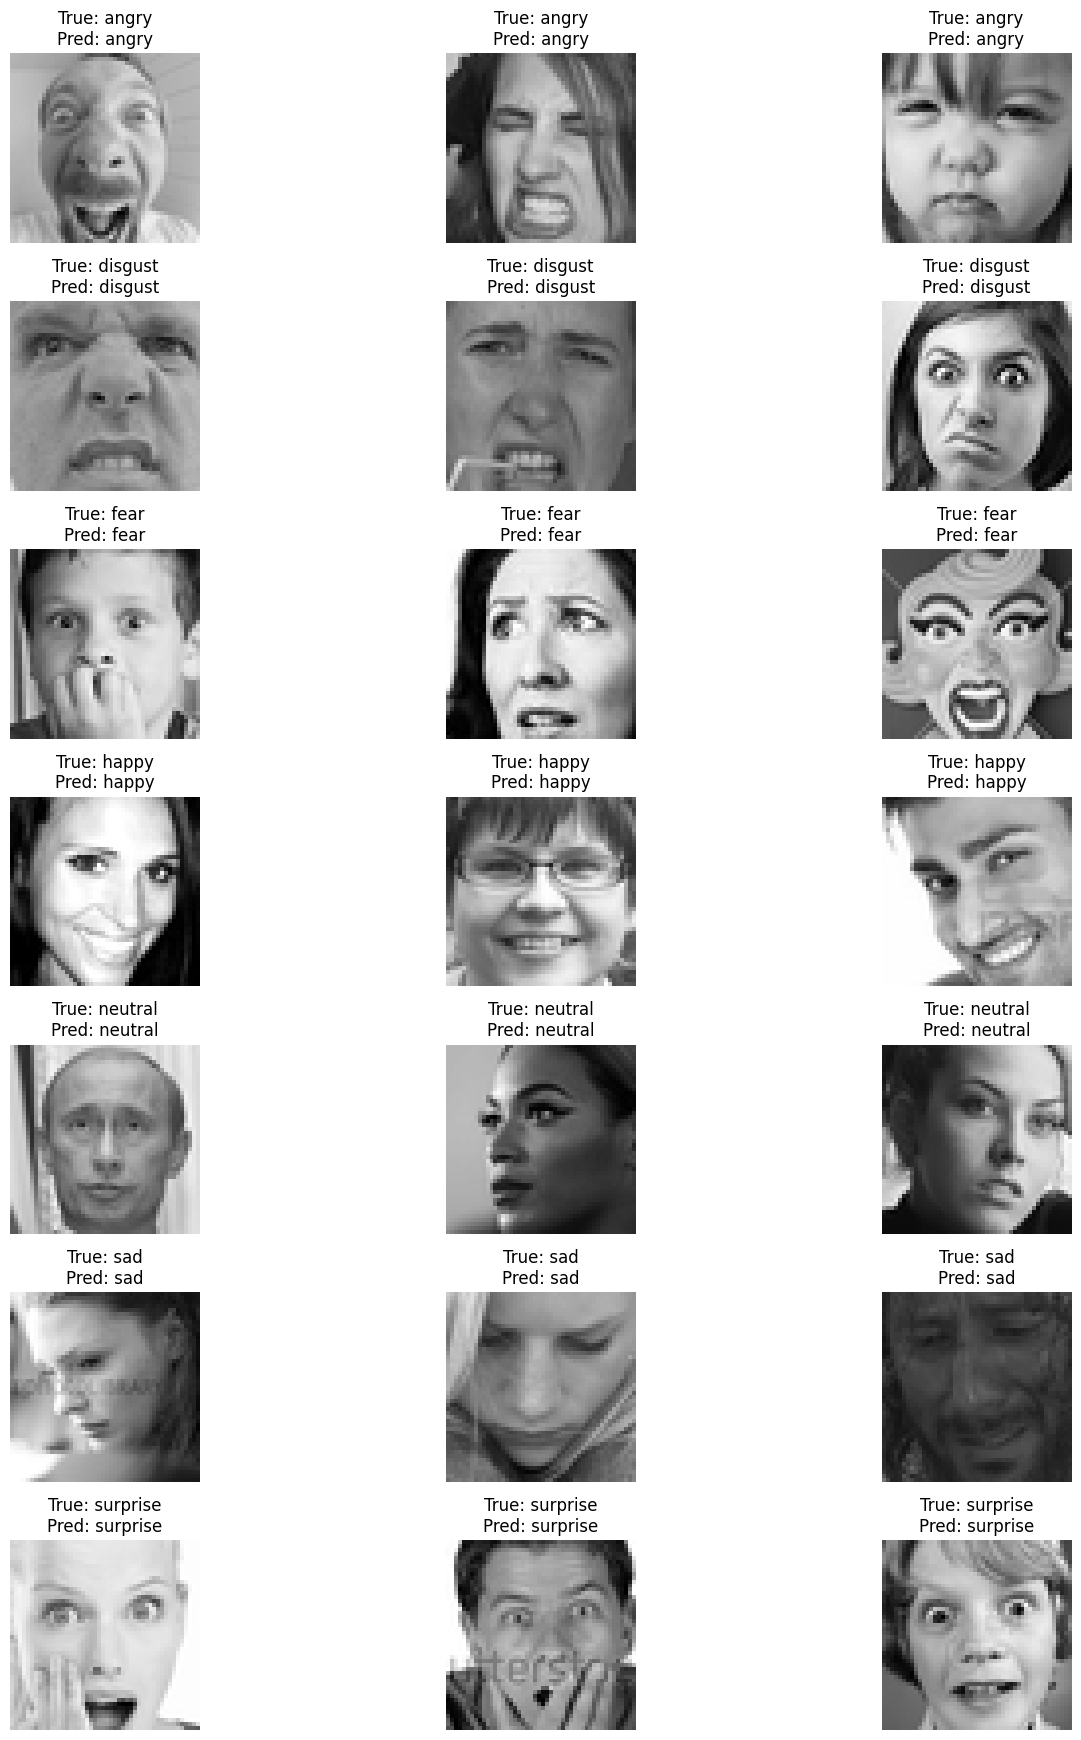 True: angry
Pred: angry
True: angry
Pred: angry
True: angry
Pred: angry
True: disgust
Pred: disgust
True: disgust
Pred: disgust
True: disgust
Pred: disgust
True: fear
Pred: fear
True: fear
Pred: fear
True: fear
Pred: fear
True: happy
Pred: happy
True: happy
Pred: happy
True: happy
Pred: happy
True: neutral
Pred: neutral
True: neutral
Pred: neutral
True: neutral
Pred: neutral
True: sad
Pred: sad
True: sad
Pred: sad
True: sad
Pred: sad
True: surprise
Pred: surprise
True: surprise
Pred: surprise
True: surprise
Pred: surprise